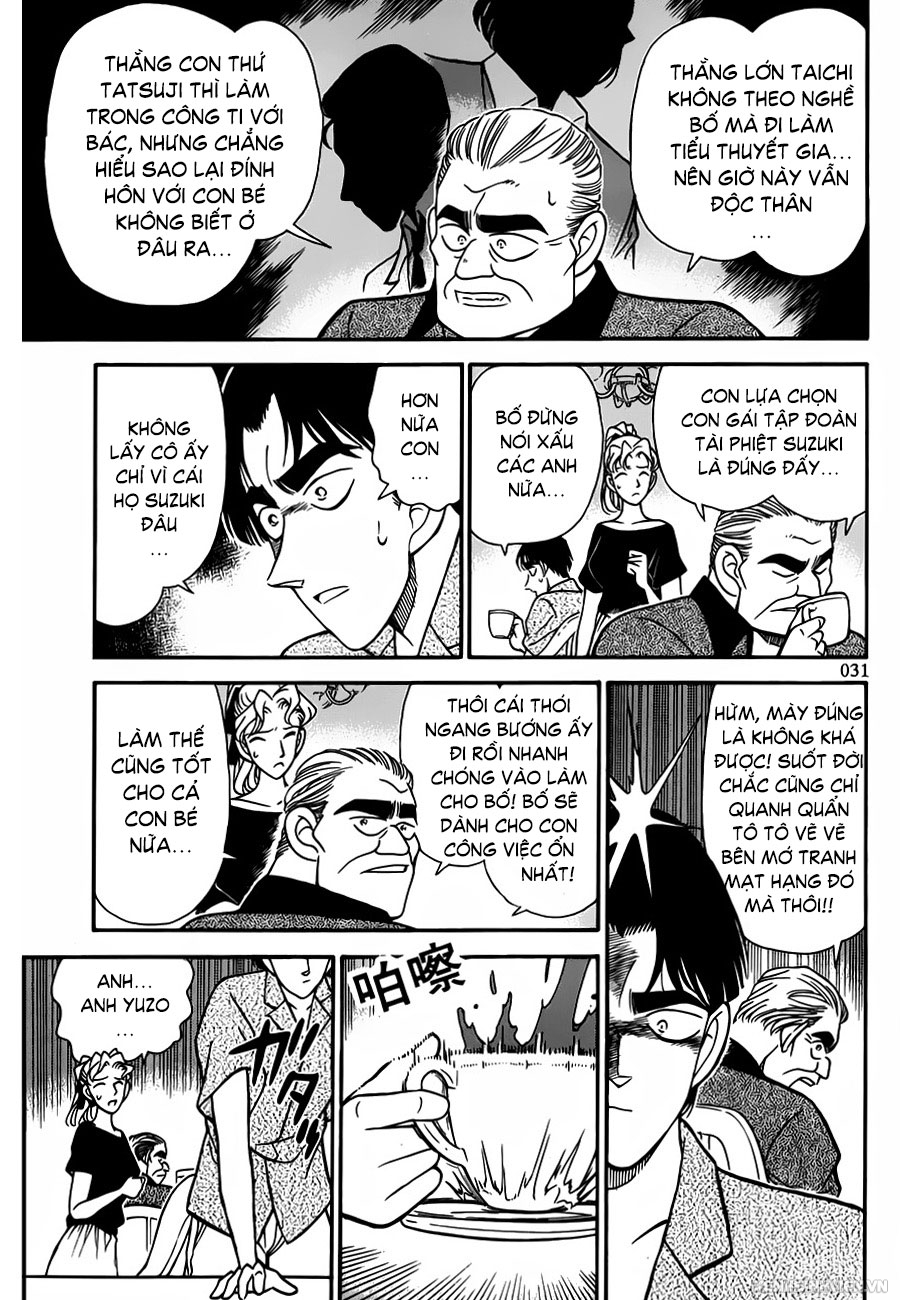 THẰNG LỚN TAICHI
KHÔNG THEO NGHỀ
BỐ MÀ ĐI LÀM
TIỂU THUYẾT GIA...
NÊN GIỜ NÀY VẪN
ĐỘC THÂN
...
THẰNG CON THỨ
TATSUJI THÌ LÀM
TRONG CÔNG TI VỚI
BÁC, NHƯNG CHẲNG
HIỂU SAO LẠI ĐÍNH
HÔN VỚI CON BÉ
KHÔNG BIẾT Ở
ĐÂU RA...
CON LỰA CHỌN
CON GÁI TẬP ĐOÀN
TÀI PHIỆT SUZUKI
LÀ ĐÚNG ĐẤY...
BỐ ĐỪNG
NÓI XẤU
CÁC ANH
NỮA...
HƠN
NỮA
CON
...
KHÔNG
LẤY CÔ ẤY
CHỈ VÌ CÁI
HỌ SUZUKI
ĐÂU
...
031
HỪM, MÀY ĐÚNG
LÀ KHÔNG KHÁ
ĐƯỢC! SUỐT ĐỜI
CHẮC CŨNG CHỈ
QUANH QUẨN
TÔ TÔ VẼ VẼ
BÊN MỚ TRANH
MẠT HẠNG ĐÓ
MÀ THÔI!!
THÔI CÁI THÓI
NGANG BƯỚNG ẤY
ĐI RỒI NHANH
CHÓNG VÀO LÀM
CHO BỐ! BỐ SẼ
DÀNH CHO CON
CÔNG VIỆC ỔN
NHẤT!
LÀM THẾ
CŨNG TỐT
CHO CẢ
CON BÉ
NỮA...
咱嚓
ガタッ
ANH...
ANH YUZO
...